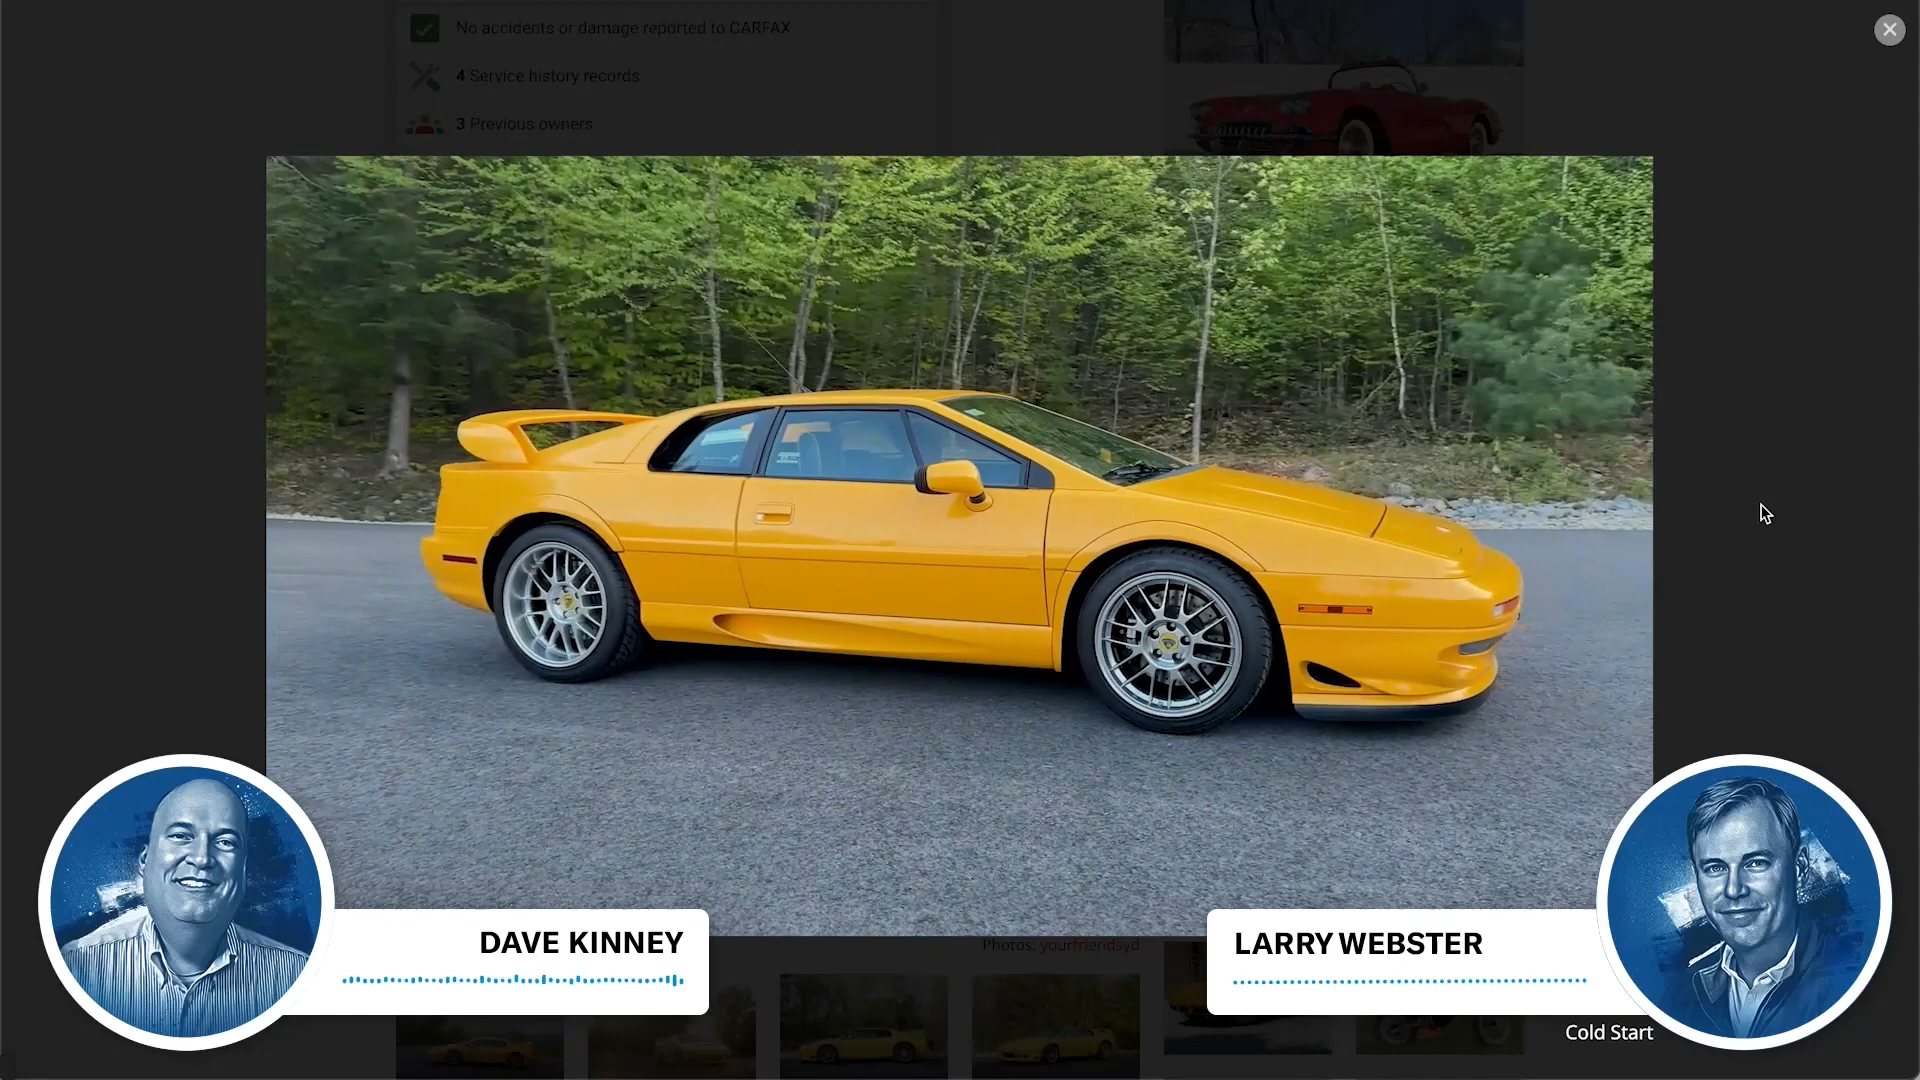 No accidents or damage reported to CARFAX
4 Service history records
3 Previous owners
Photos: yourfriendsyd
DAVE KINNEY
LARRY WEBSTER
Cold Start